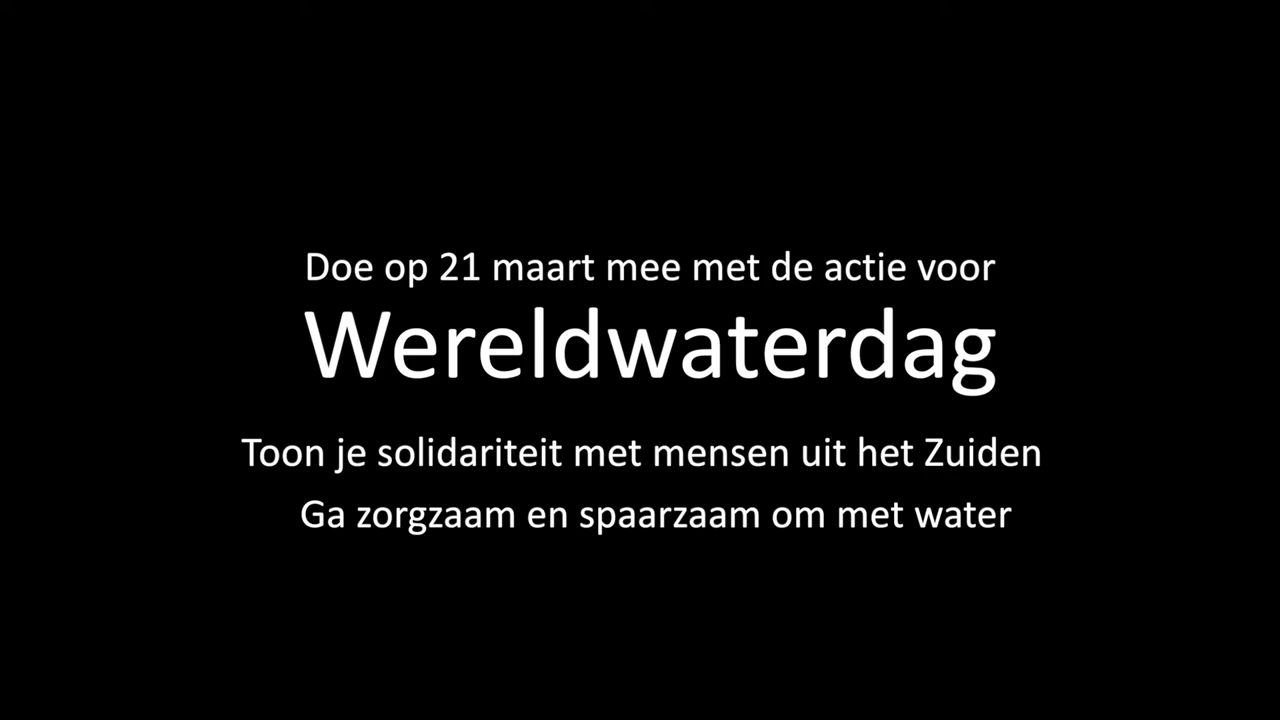 Doe op 21 maart mee met de actie voor
Wereldwaterdag
Toon je solidariteit met mensen uit het Zuiden
Ga zorgzaam en spaarzaam om met water